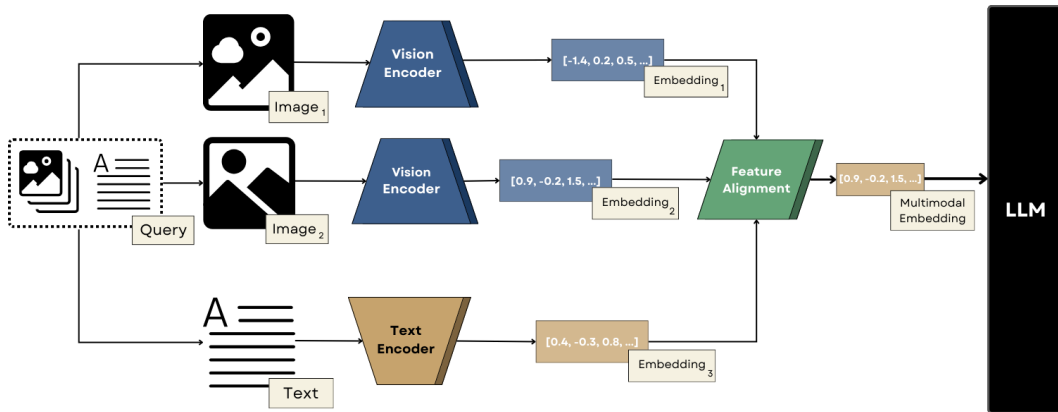 Image 1
Vision
Encoder
[-1.4, 0.2, 0.5, ...]
Embedding 1
A
Query
Image 2
Vision
Encoder
[0.9, -0.2, 1.5, ...]
Embedding 2
Feature
Alignment
[0.9, -0.2, 1.5, ...]
Multimodal
Embedding
LLM
A
Text
Text
Encoder
[0.4, -0.3, 0.8, ...]
Embedding 3